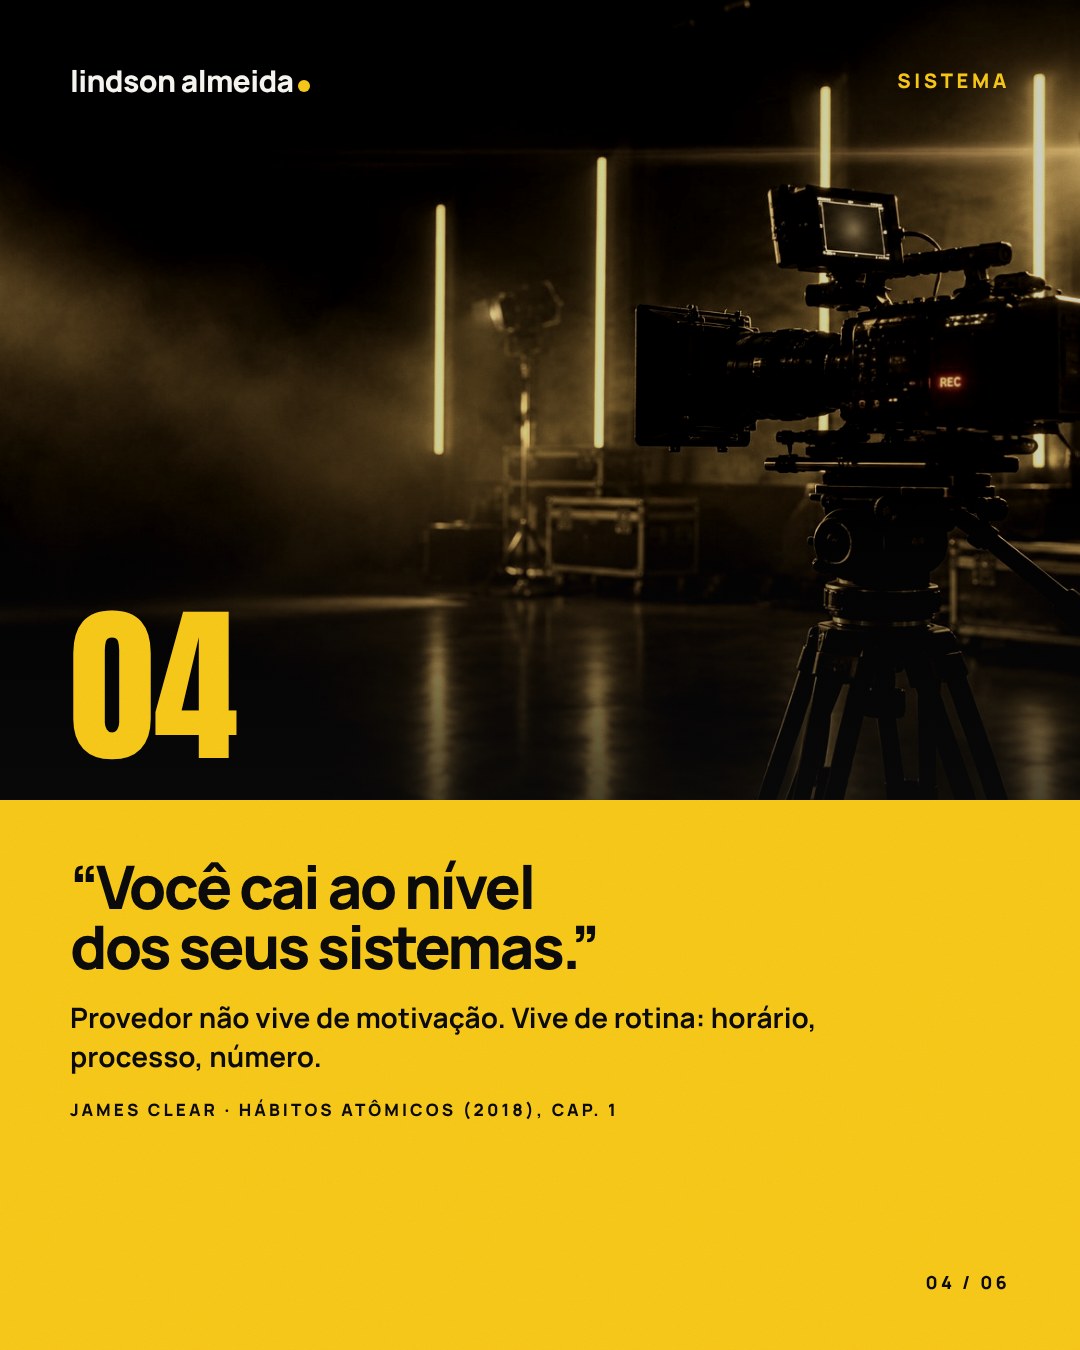 lindson almeida
SISTEMA
REC
04
“Você cai ao nível
dos seus sistemas.”
Provedor não vive de motivação. Vive de rotina: horário,
processo, número.
JAMES CLEAR · HÁBITOS ATÔMICOS (2018), CAP. 1
04 / 06